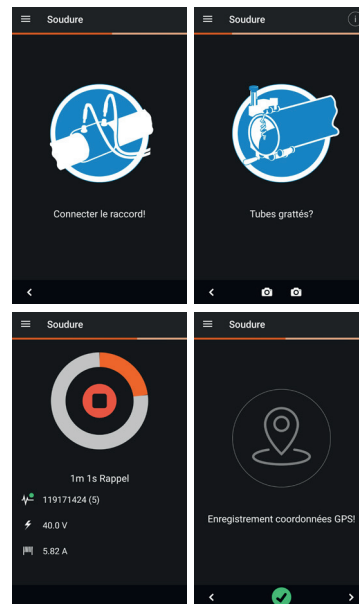 Soudure
Connecter le raccord!
Soudure
i
Tubes grattés?
Soudure
1m 1s Rappel
119171424 (5)
40.0 V
5.82 A
Soudure
Enregistrement coordonnées GPS!